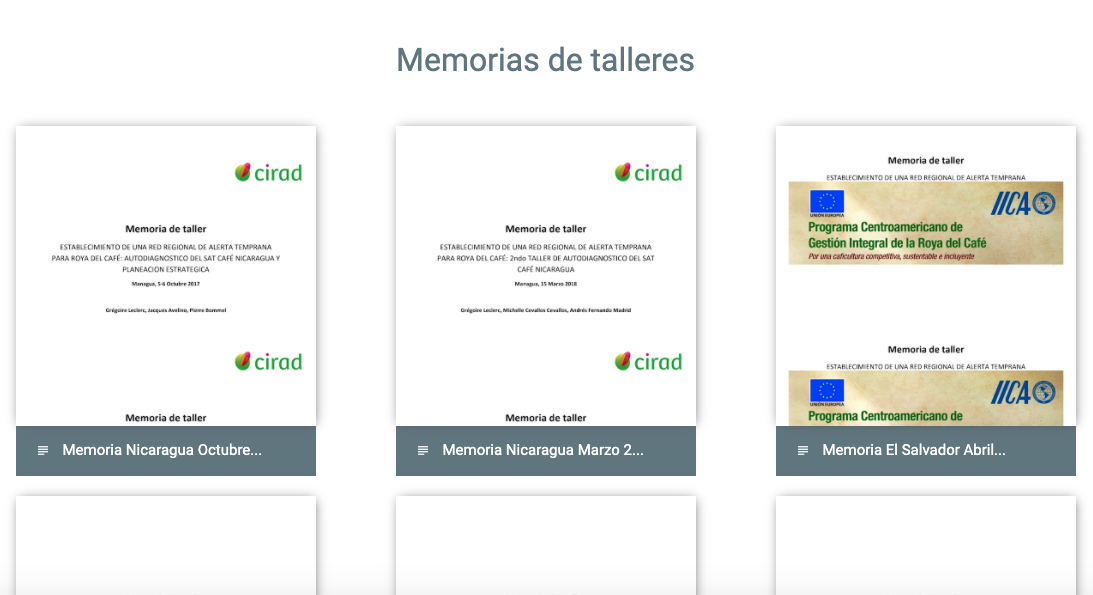 Memorias de talleres
cirad
Memoria de taller
ESTABLECIMIENTO DE UNA RED REGIONAL DE ALERTA TEMPRANA
PARA ROYA DEL CAFÉ: AUTODIAGNOSTICO DEL SAT CAFÉ NICARAGUA Y
PLANEACION ESTRATEGICA
Managua, 5-6 Octubre 2017
Grégoire Leclerc, Jacques Avelino, Pierre Bommel
cirad
Memoria de taller
Memoria Nicaragua Octubre...
cirad
Memoria de taller
ESTABLECIMIENTO DE UNA RED REGIONAL DE ALERTA TEMPRANA
PARA ROYA DEL CAFÉ: 2ndo TALLER DE AUTODIAGNOSTICO DEL SAT
CAFÉ NICARAGUA
Managua, 15 Marzo 2018
Grégoire Leclerc, Michelle Cevallos Cevallos, Andrés Fernando Madrid
cirad
Memoria de taller
Memoria Nicaragua Marzo 2...
Memoria de taller
ESTABLECIMIENTO DE UNA RED REGIONAL DE ALERTA TEMPRANA
UNIÓN EUROPEA
IICA
Programa Centroamericano de
Gestión Integral de la Roya del Café
Por una caficultura competitiva, sustentable e incluyente
Memoria de taller
ESTABLECIMIENTO DE UNA RED REGIONAL DE ALERTA TEMPRANA
UNIÓN EUROPEA
IICA
Programa Centroamericano de
Memoria El Salvador Abril...